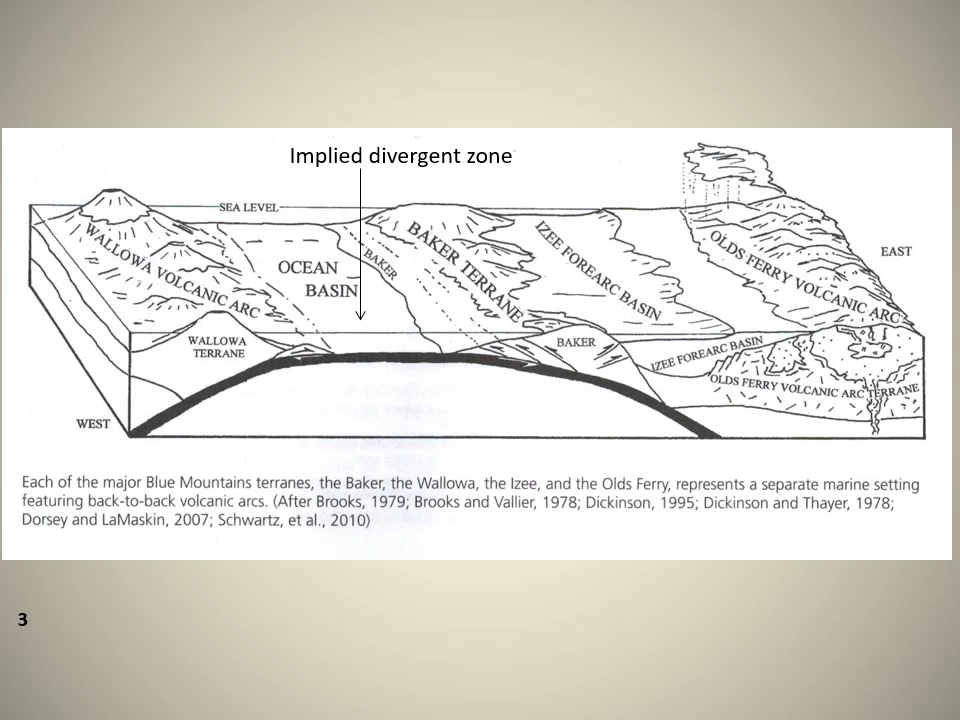 Implied divergent zone
SEA LEVEL
WALLOWA VOLCANIC ARC
OCEAN
BASIN
BAKER
BAKER TERRANE
IZEE FOREARC BASIN
OLDS FERRY VOLCANIC ARC
EAST
WALLOWA
TERRANE
BAKER
IZEE FOREARC BASIN
OLDS FERRY VOLCANIC ARC TERRANE
WEST
Each of the major Blue Mountains terranes, the Baker, the Wallowa, the Izee, and the Olds Ferry, represents a separate marine setting
featuring back-to-back volcanic arcs. (After Brooks, 1979; Brooks and Vallier, 1978; Dickinson, 1995; Dickinson and Thayer, 1978;
Dorsey and LaMaskin, 2007; Schwartz, et al., 2010)
3